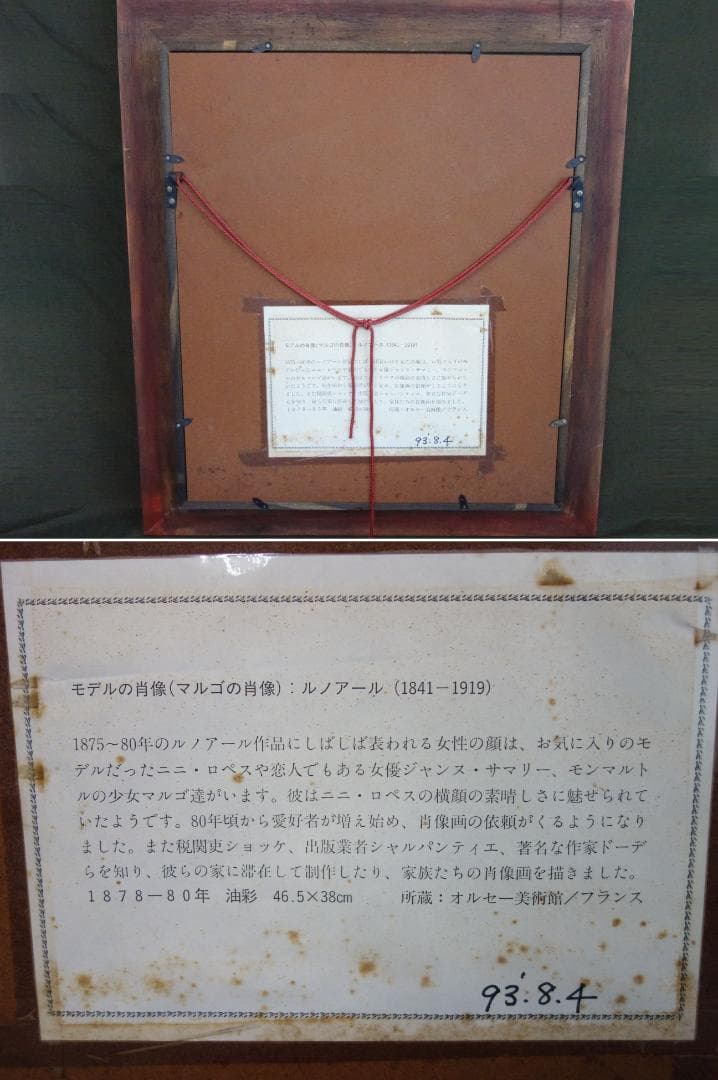 モデルの肖像(マルゴの肖像):ルノアール (1841－1919)
1875～80年のルノアール作品にしばしば表われる女性の顔は、お気に入りのモ
デルだったニニ・ロペスや恋人でもある女優ジャンヌ・サマリー、モンマルト
ルの少女マルゴ達がいます。彼はニニ・ロペスの横顔の素晴しさに魅せられて
いたようです。80年頃から愛好者が増え始め、肖像画の依頼がくるようになり
ました。また税関吏ショッケ、出版業者シャルパンティエ、著名な作家ドーデ
らを知り、彼らの家に滞在して制作したり、家族たちの肖像画を描きました。
1878－80年 油彩 46.5×38cm 所蔵：オルセー美術館／フランス
93'.8.4